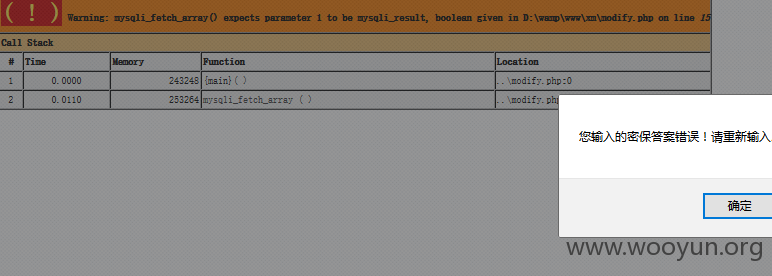 ( ! ) Warning: mysqli_fetch_array() expects parameter 1 to be mysqli_result, boolean given in D:\wamp\www\xm\modify.php on line 15
Call Stack
# Time Memory Function Location
1 0.0000 243248 {main}( ) ..\modify.php:0
2 0.0110 253264 mysqli_fetch_array ( ) ..\modify.php
您输入的密保答案错误！请重新输入
确定
www.wooyun.org